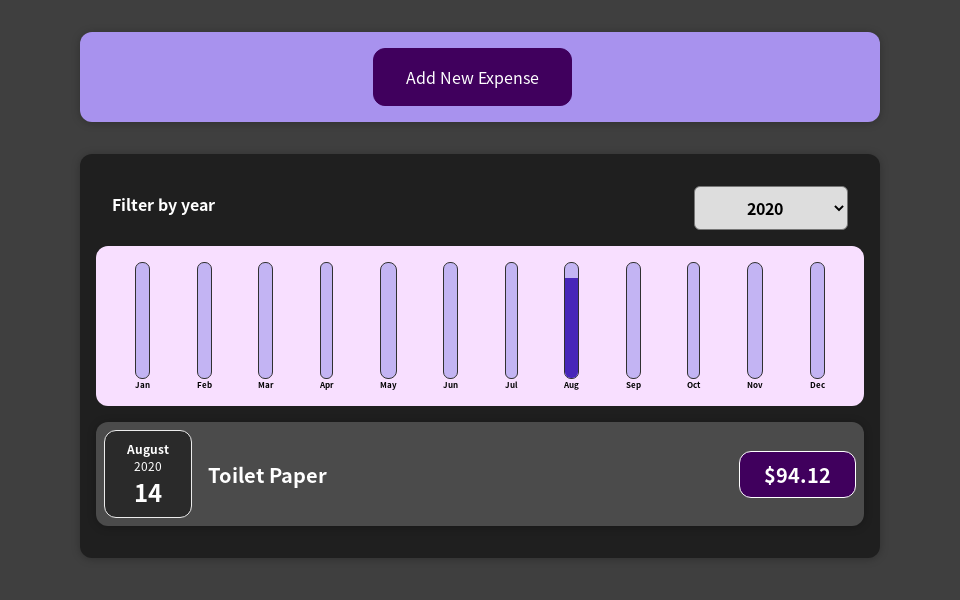 Add New Expense
Filter by year
2020
Jan Feb Mar Apr May Jun Jul Aug Sep Oct Nov Dec
August
2020
14
Toilet Paper
$94.12